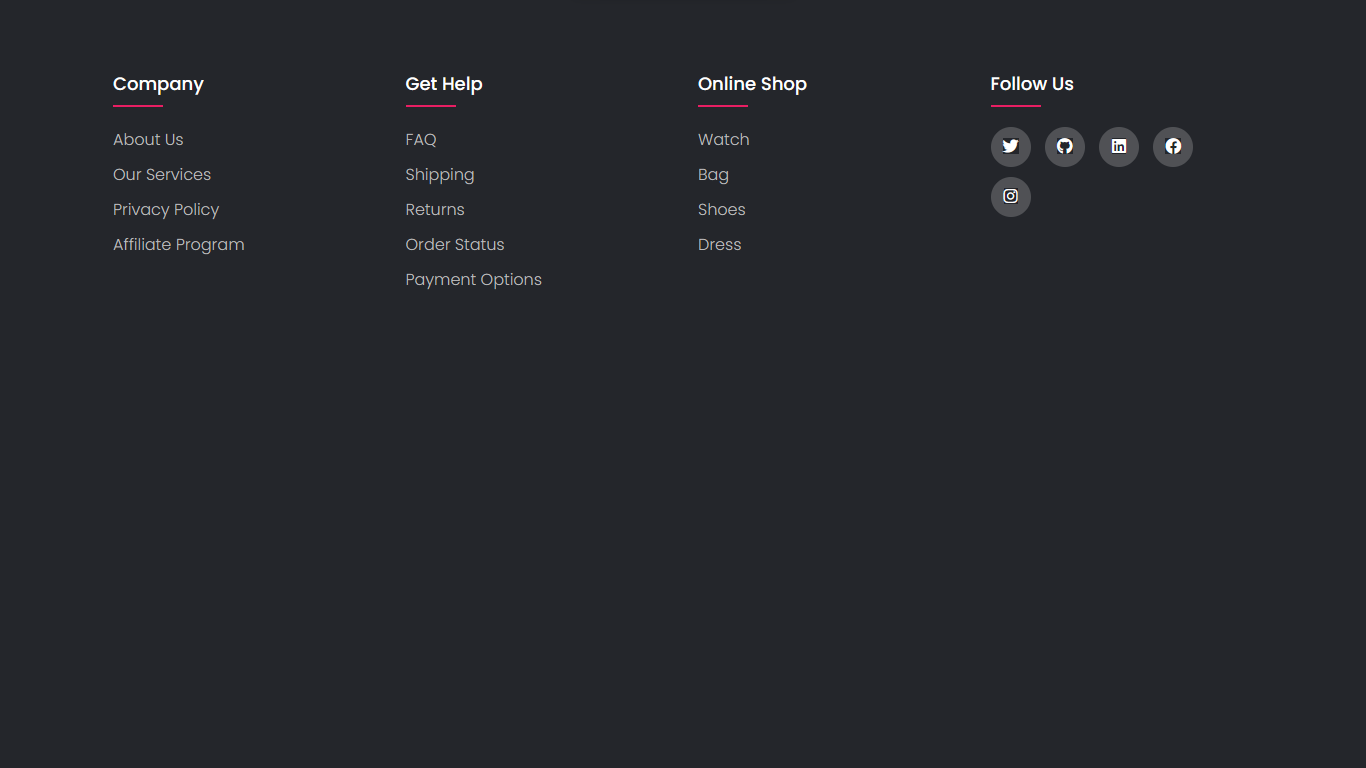 Company
About Us
Our Services
Privacy Policy
Affiliate Program
Get Help
FAQ
Shipping
Returns
Order Status
Payment Options
Online Shop
Watch
Bag
Shoes
Dress
Follow Us